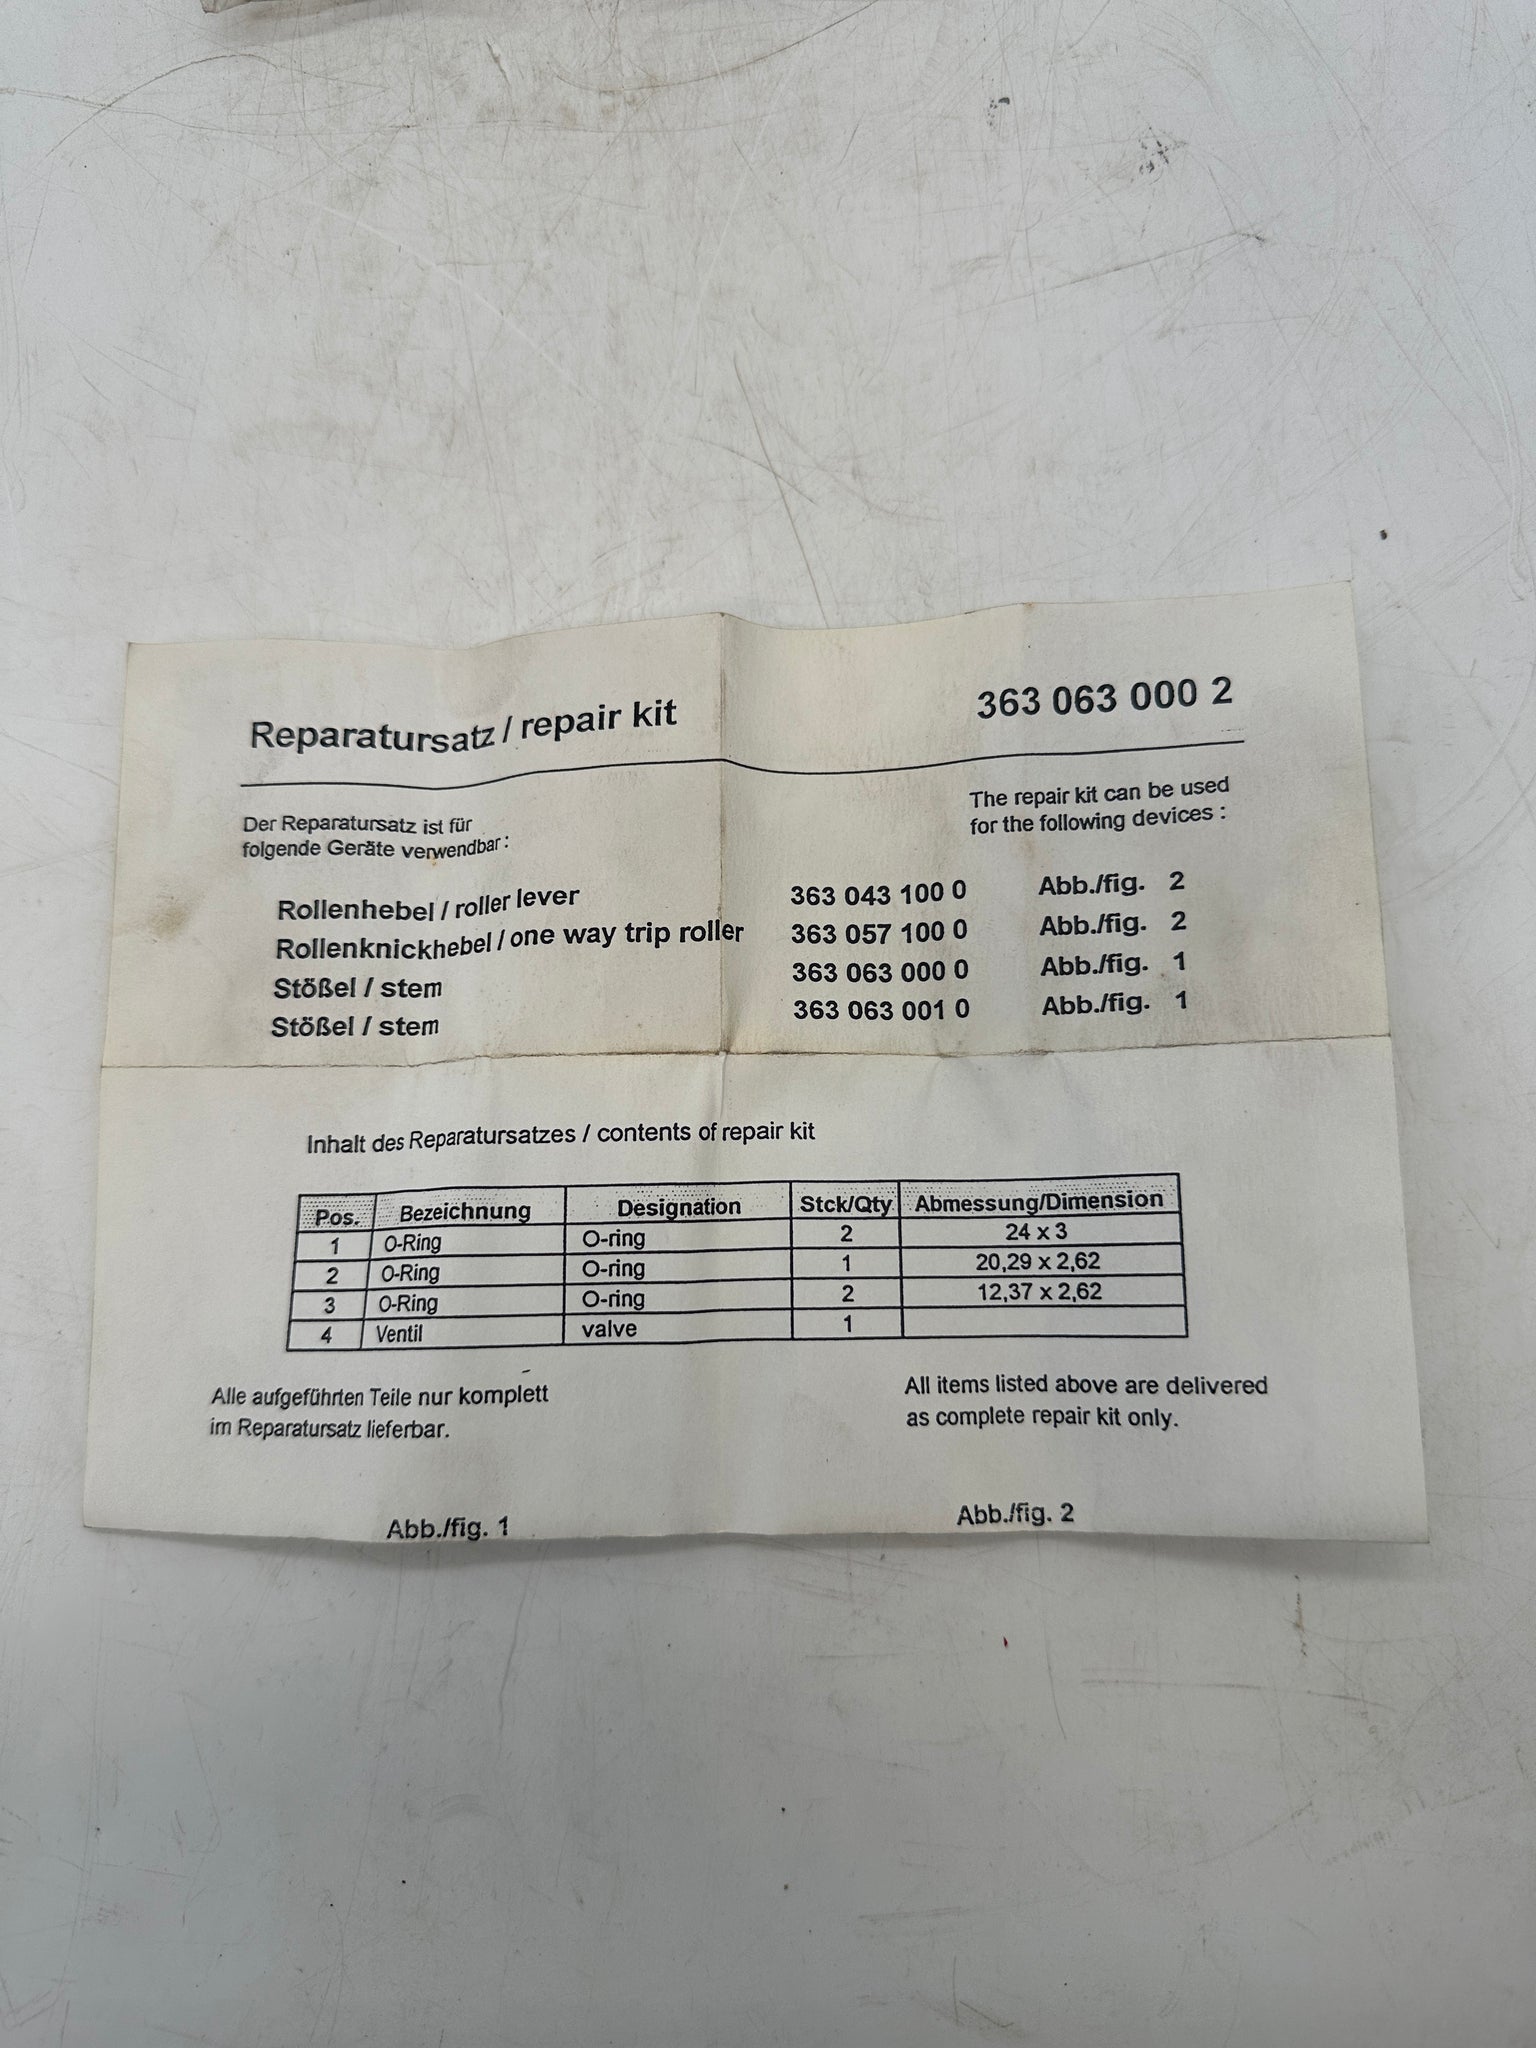 Reparatursatz / repair kit 363 063 000 2
Der Reparatursatz ist für
folgende Geräte verwendbar :
The repair kit can be used
for the following devices :
Rollenhebel / roller lever 363 043 100 0 Abb./fig. 2
Rollenknickhebel / one way trip roller 363 057 100 0 Abb./fig. 2
Stößel / stem 363 063 000 0 Abb./fig. 1
Stößel / stem 363 063 001 0 Abb./fig. 1
Inhalt des Reparatursatzes / contents of repair kit
Pos. Bezeichnung Designation Stck/Qty Abmessung/Dimension
1 O-Ring O-ring 2 24 x 3
2 O-Ring O-ring 1 20,29 x 2,62
3 O-Ring O-ring 2 12,37 x 2,62
4 Ventil valve 1
Alle aufgeführten Teile nur komplett
im Reparatursatz lieferbar.
All items listed above are delivered
as complete repair kit only.
Abb./fig. 1 Abb./fig. 2